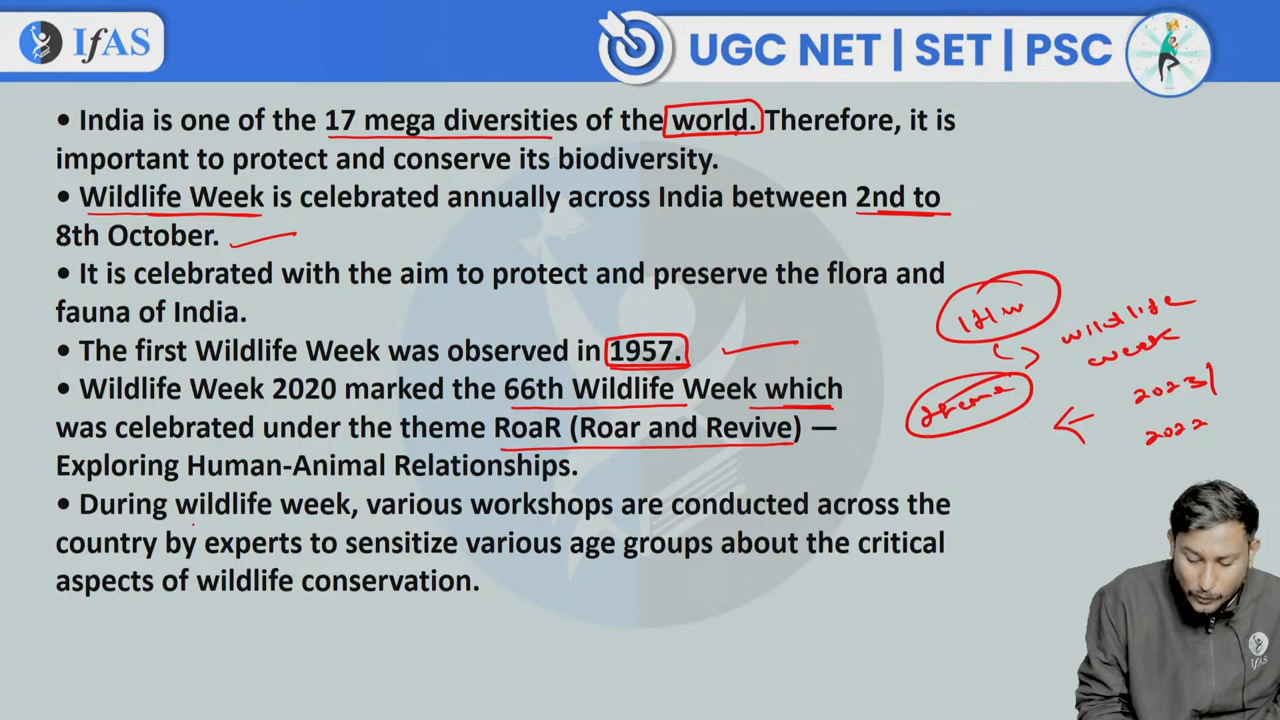 IfAS
UGC NET | SET | PSC
• India is one of the 17 mega diversities of the world. Therefore, it is
important to protect and conserve its biodiversity.
• Wildlife Week is celebrated annually across India between 2nd to
8th October.
• It is celebrated with the aim to protect and preserve the flora and
fauna of India.
• The first Wildlife Week was observed in 1957.
• Wildlife Week 2020 marked the 66th Wildlife Week which
was celebrated under the theme RoaR (Roar and Revive) —
Exploring Human-Animal Relationships.
• During wildlife week, various workshops are conducted across the
country by experts to sensitize various age groups about the critical
aspects of wildlife conservation.
wildlife
week
theme
2023/
2022
IfAS